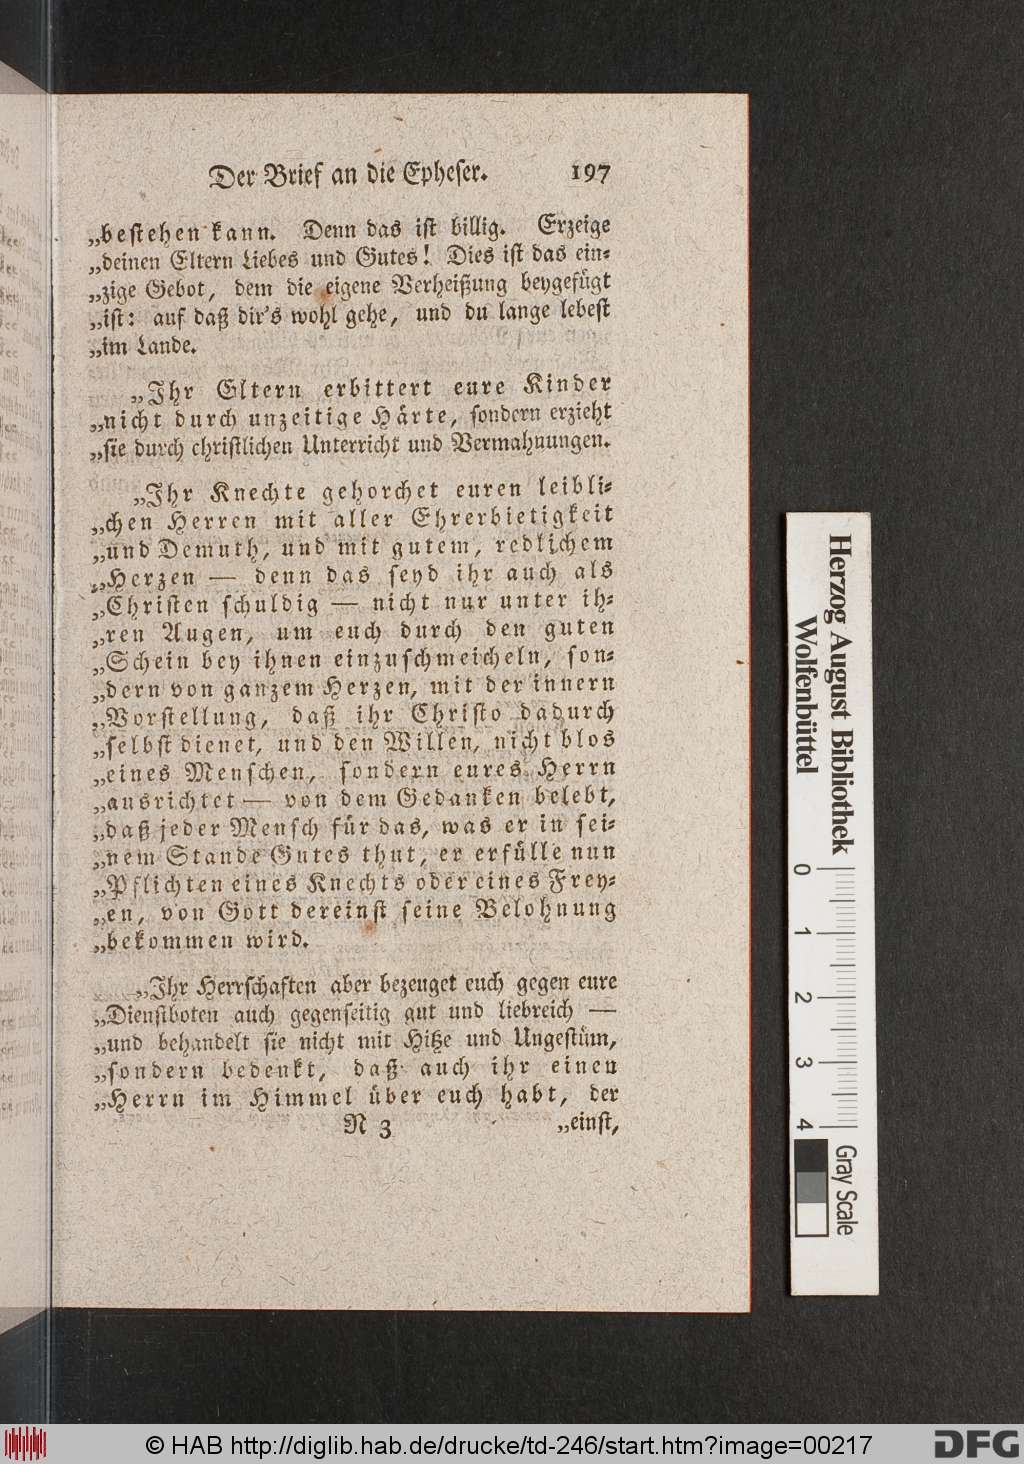 Der Brief an die Epheser. 197
„bestehen kann. Denn das ist billig. Erzeige
„deinen Eltern Liebes und Gutes! Dies ist das ein-
„zige Gebot, dem die eigene Verheißung beygefügt
„ist: auf daß dir's wohl gehe, und du lange lebest
„im Lande.
„Ihr Eltern erbittert eure Kinder
„nicht durch unzeitige Härte, sondern erzieht
„sie durch christlichen Unterricht und Vermahnungen.
„Ihr Knechte gehorchet euren leibli-
„chen Herren mit aller Ehrerbietigkeit
„und Demuth, und mit gutem, redlichem
„Herzen — denn das seyd ihr auch als
„Christen schuldig — nicht nur unter ih-
„ren Augen, um euch durch den guten
„Schein bey ihnen einzuschmeicheln, son-
„dern von ganzem Herzen, mit der innern
„Vorstellung, daß ihr Christo dadurch
„selbst dienet, und den Willen, nicht blos
„eines Menschen, sondern eures Herrn
„ausrichtet — von dem Gedanken belebt,
„daß jeder Mensch für das, was er in sei-
„nem Stande Gutes thut, er erfülle nun
„Pflichten eines Knechts oder eines Frey-
„en, von Gott dereinst seine Belohnung
„bekommen wird.
„Ihr Herrschaften aber bezeuget euch gegen eure
„Dienstboten auch gegenseitig gut und liebreich —
„und behandelt sie nicht mit Hitze und Ungestüm,
„sondern bedenkt, daß auch ihr einen
„Herrn im Himmel über euch habt, der
N 3 „einst,
Herzog August Bibliothek
Wolfenbüttel
0 1 2 3 4
Gray Scale
© HAB http://diglib.hab.de/drucke/td-246/start.htm?image=00217
DFG